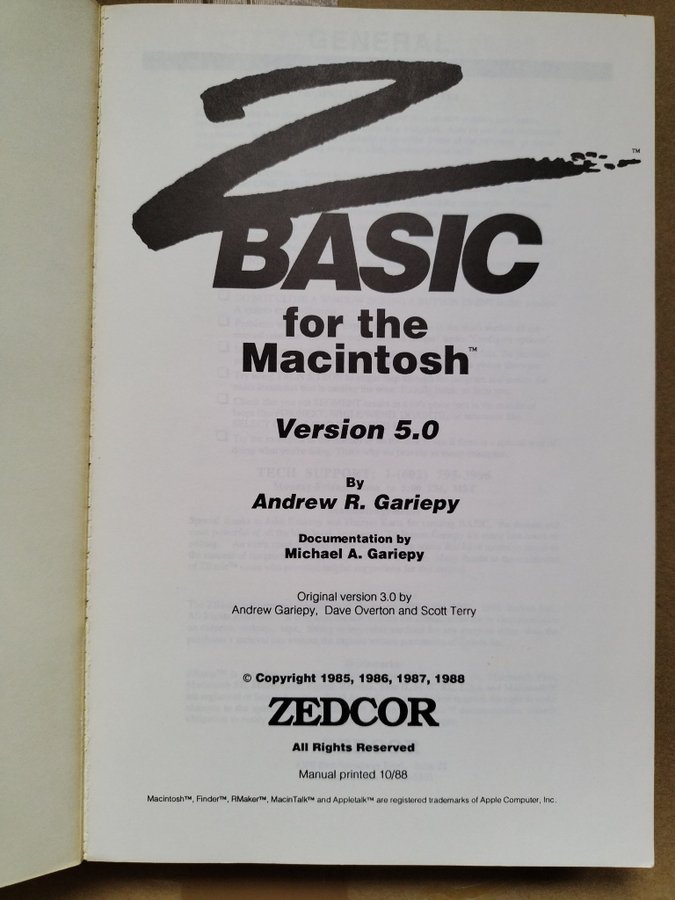 Z™
BASIC
for the
Macintosh™
Version 5.0
By
Andrew R. Gariepy
Documentation by
Michael A. Gariepy
Original version 3.0 by
Andrew Gariepy, Dave Overton and Scott Terry
© Copyright 1985, 1986, 1987, 1988
ZEDCOR
All Rights Reserved
Manual printed 10/88
Macintosh™, Finder™, RMaker™, MacinTalk™ and Appletalk™ are registered trademarks of Apple Computer, Inc.